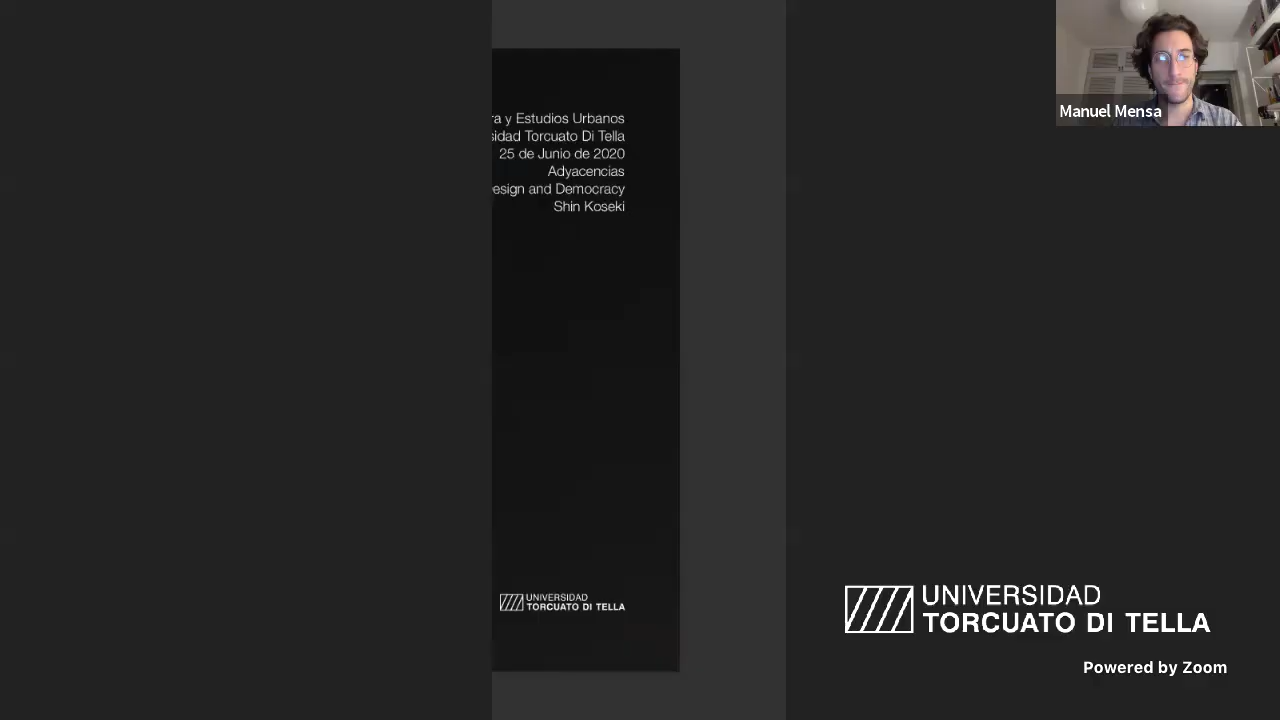 Manuel Mensa
ra y Estudios Urbanos
sidad Torcuato Di Tella
25 de Junio de 2020
Adyacencias
esign and Democracy
Shin Koseki
UNIVERSIDAD
TORCUATO DI TELLA
UNIVERSIDAD
TORCUATO DI TELLA
Powered by Zoom